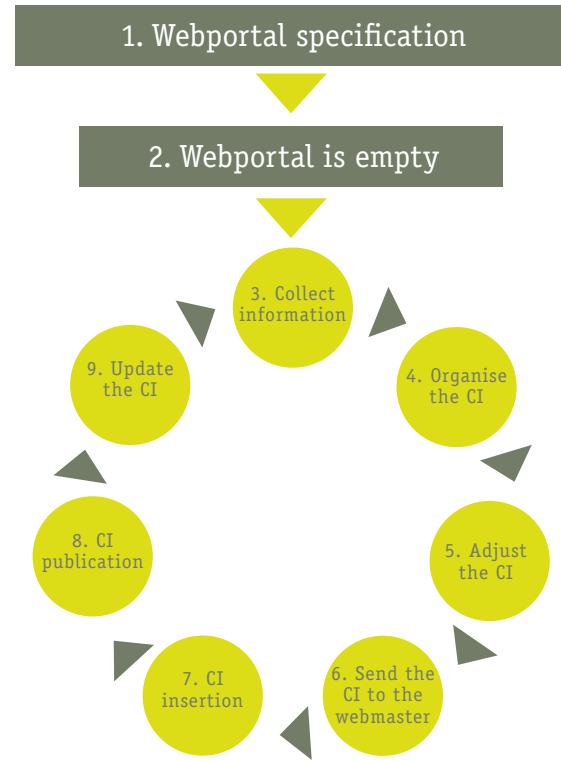 1. Webportal specification
2. Webportal is empty
3. Collect
information
4. Organise
the CI
5. Adjust
the CI
6. Send the
CI to the
webmaster
7. CI
insertion
8. CI
publication
9. Update
the CI